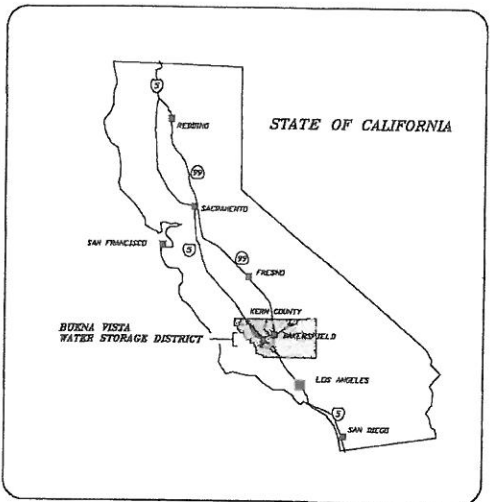 5
REDDING
STATE OF CALIFORNIA
99
SACRAMENTO
SAN FRANCISCO
5
99
FRESNO
KERN COUNTY
BUENA VISTA
WATER STORAGE DISTRICT
BAKERSFIELD
LOS ANGELES
5
SAN DIEGO